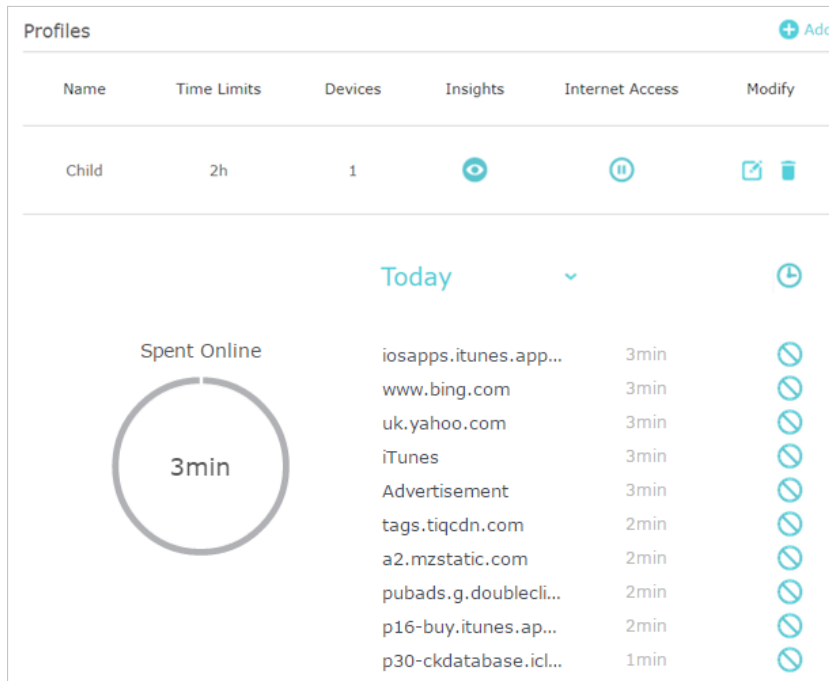 Profiles Add
Name Time Limits Devices Insights Internet Access Modify
Child 2h 1
Today
Spent Online
3min
iosapps.itunes.app... 3min
www.bing.com 3min
uk.yahoo.com 3min
iTunes 3min
Advertisement 3min
tags.tiqcdn.com 2min
a2.mzstatic.com 2min
pubads.g.doublecli... 2min
p16-buy.itunes.ap... 2min
p30-ckdatabase.icl... 1min